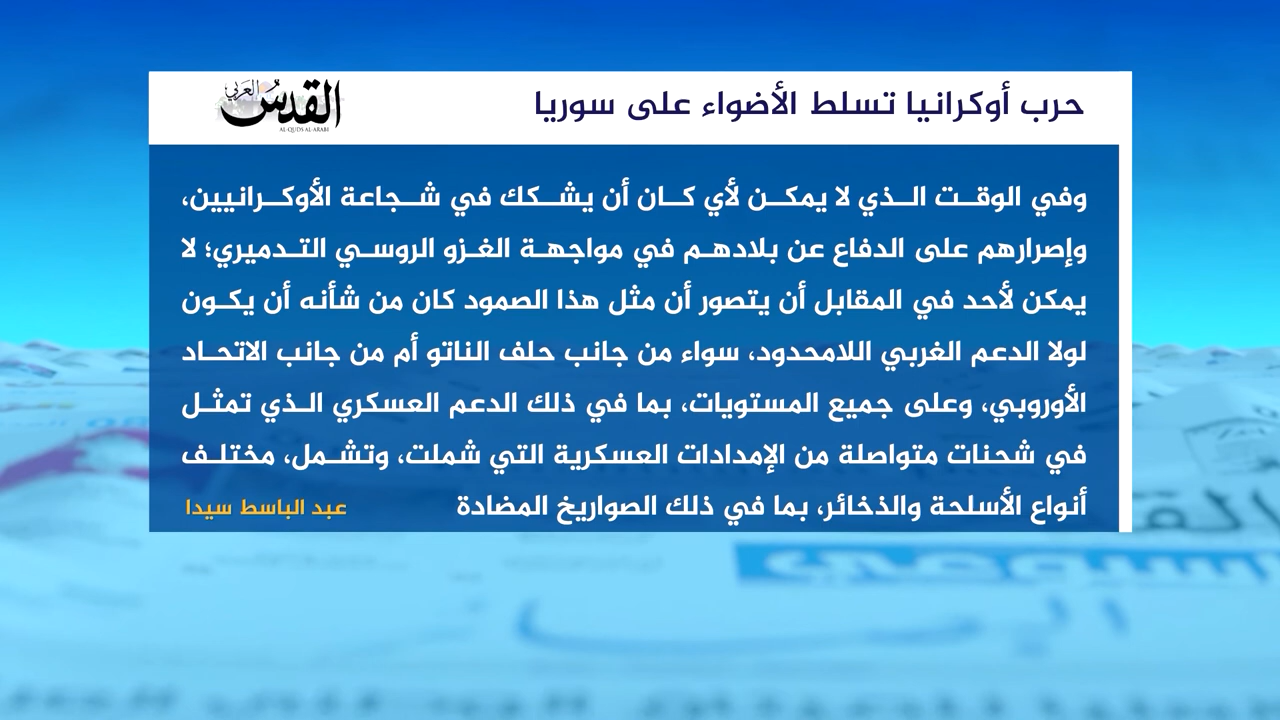 حرب أوكرانيا تسلط الأضواء على سوريا
القدس العربي
AL-QUDS AL-ARABI
وفي الوقت الذي لا يمكن لأي كان أن يشكك في شجاعة الأوكرانيين،
وإصرارهم على الدفاع عن بلادهم في مواجهة الغزو الروسي التدميري؛ لا
يمكن لأحد في المقابل أن يتصور أن مثل هذا الصمود كان من شأنه أن يكون
لولا الدعم الغربي اللامحدود، سواء من جانب حلف الناتو أم من جانب الاتحاد
الأوروبي، وعلى جميع المستويات، بما في ذلك الدعم العسكري الذي تمثل
في شحنات متواصلة من الإمدادات العسكرية التي شملت، وتشمل، مختلف
أنواع الأسلحة والذخائر، بما في ذلك الصواريخ المضادة
عبد الباسط سيدا